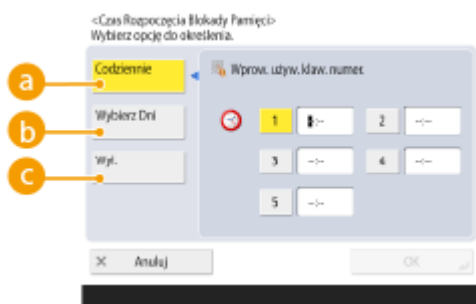 <Czas Rozpoczęcia Blokady Pamięci>
Wybierz opcję do określenia.
a Codziennie
Wprow. używ. klaw. numer.
b Wybierz Dni
1 -:-- 2 --:--
c Wył.
3 --:-- 4 --:--
5 --:--
× Anuluj OK